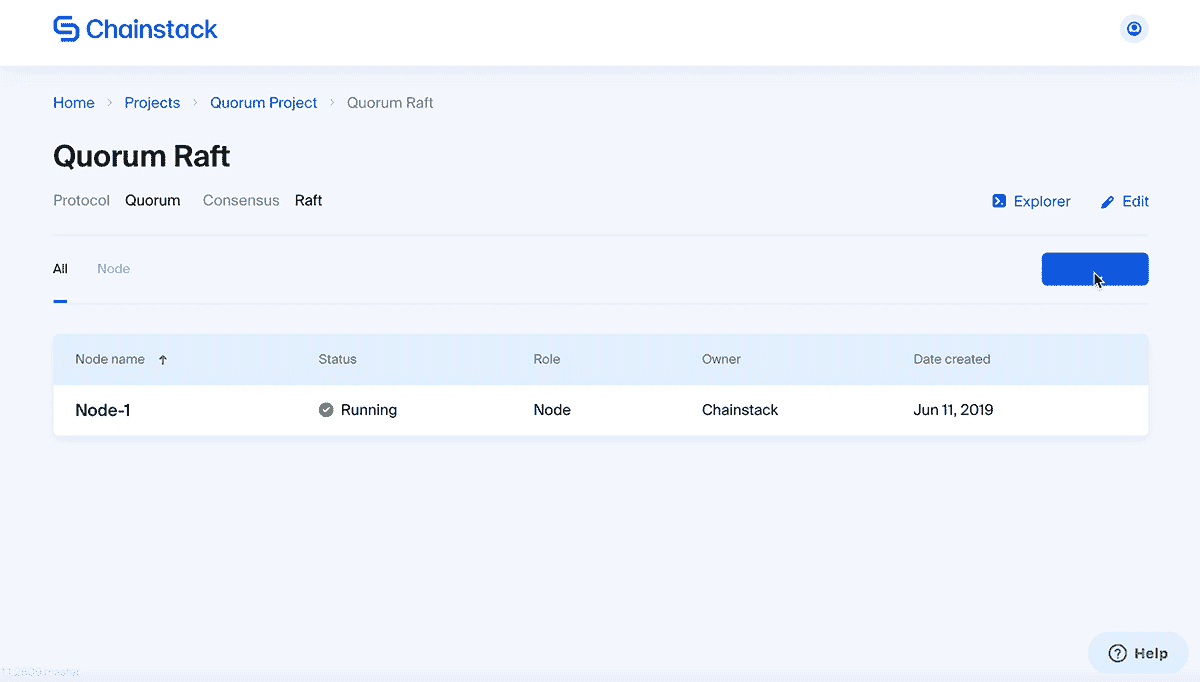 Chainstack
Home > Projects > Quorum Project > Quorum Raft
Quorum Raft
Protocol Quorum Consensus Raft
Explorer Edit
All Node
Node name ↑ Status Role Owner Date created
Node-1 Running Node Chainstack Jun 11, 2019
? Help